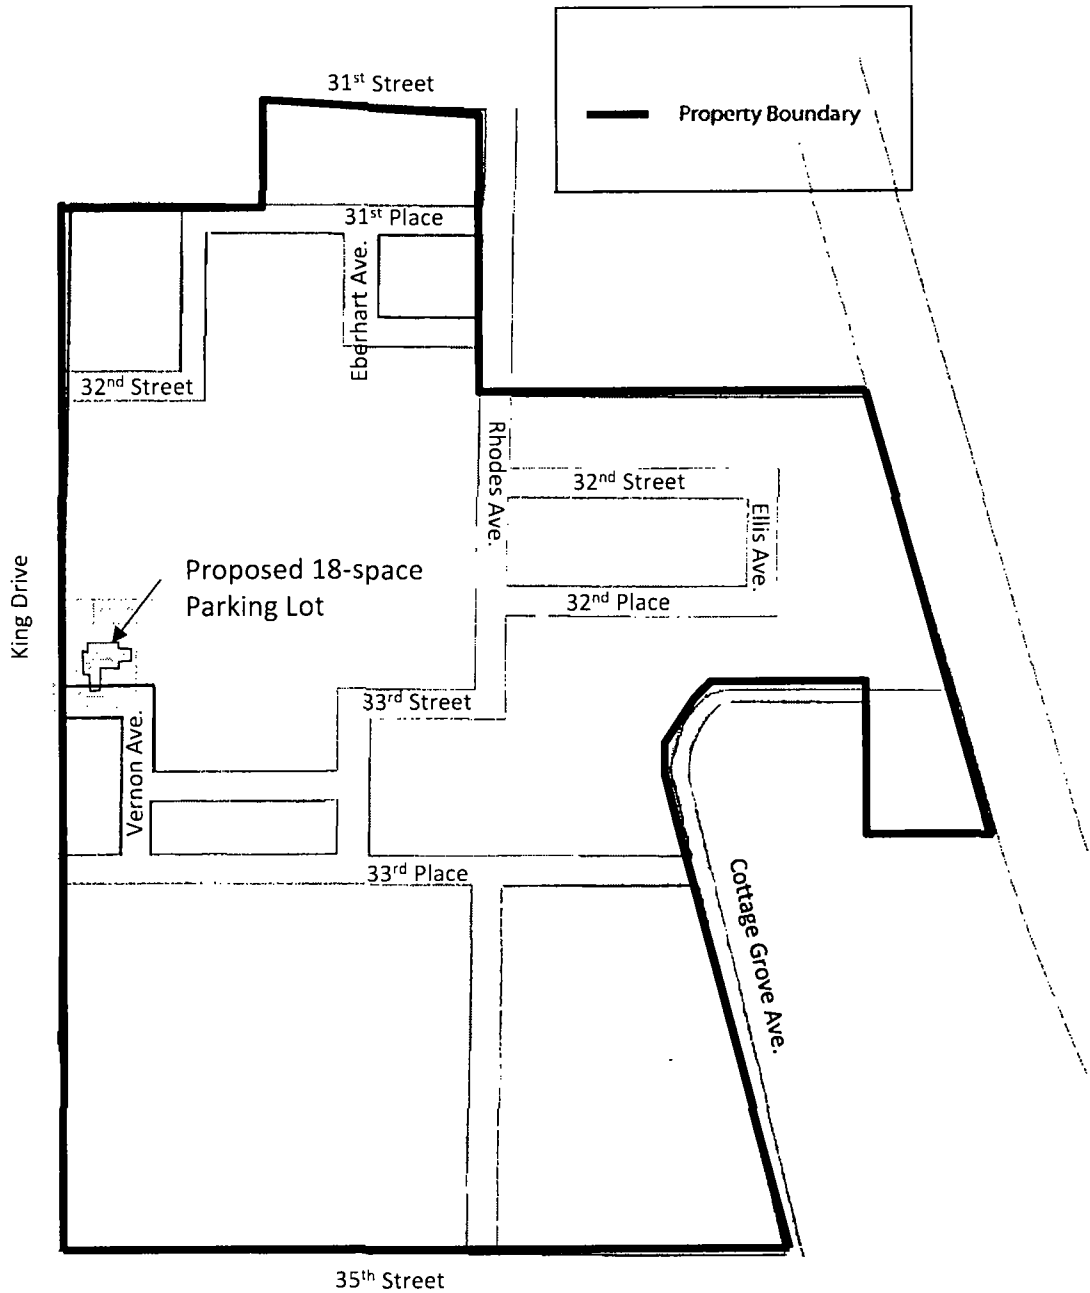 31st Street
Property Boundary
31st Place
Eberhart Ave.
32nd Street
Rhodes Ave.
32nd Street
Ellis Ave.
King Drive
Proposed 18-space
Parking Lot
32nd Place
33rd Street
Vernon Ave.
33rd Place
Cottage Grove Ave.
35th Street